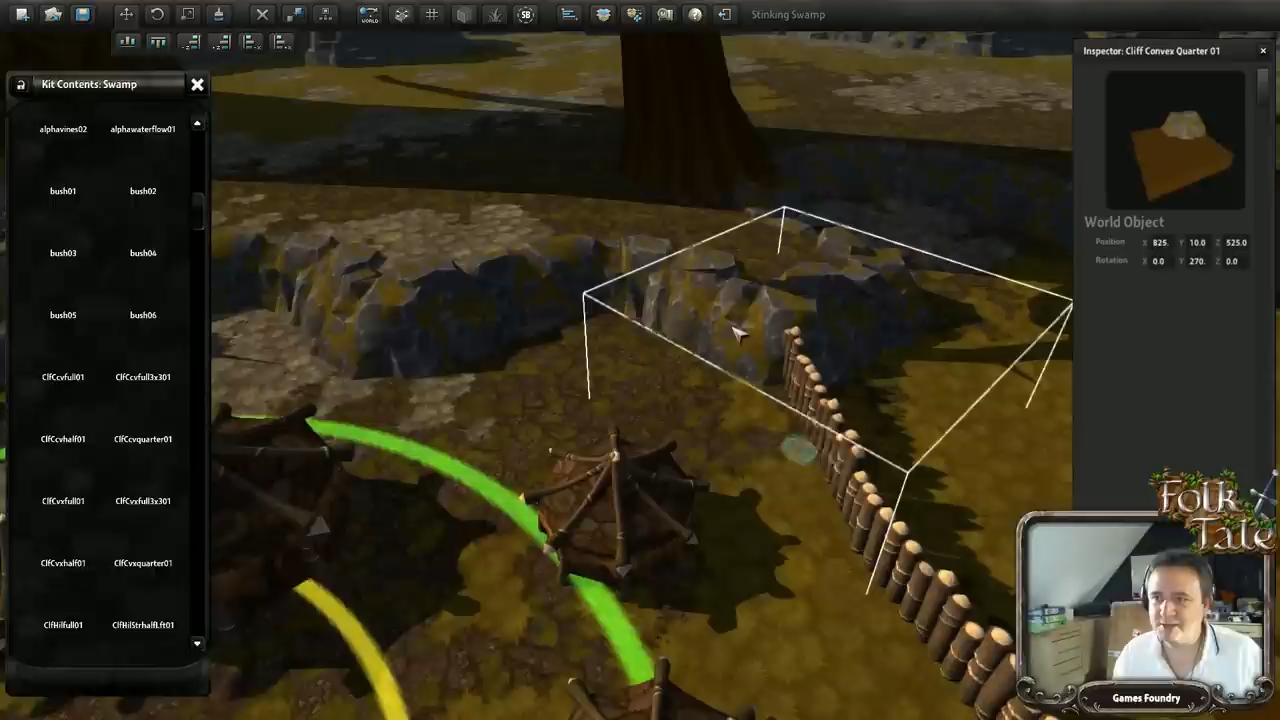 WORLD
SB
Stinking Swamp
Kit Contents: Swamp
alphavines02 alphawaterflow01
bush01 bush02
bush03 bush04
bush05 bush06
ClfCcvfull01 ClfCcvfull3x301
ClfCcvhalf01 ClfCcvquarter01
ClfCvxfull01 ClfCvxfull3x301
ClfCvxhalf01 ClfCvxquarter01
ClfHilfull01 ClfHilStrhalfLft01
Inspector: Cliff Convex Quarter 01
World Object
Position X 825. Y 10.0 Z 525.0
Rotation X 0.0 Y 270. Z 0.0
Folk
Tale
Games Foundry